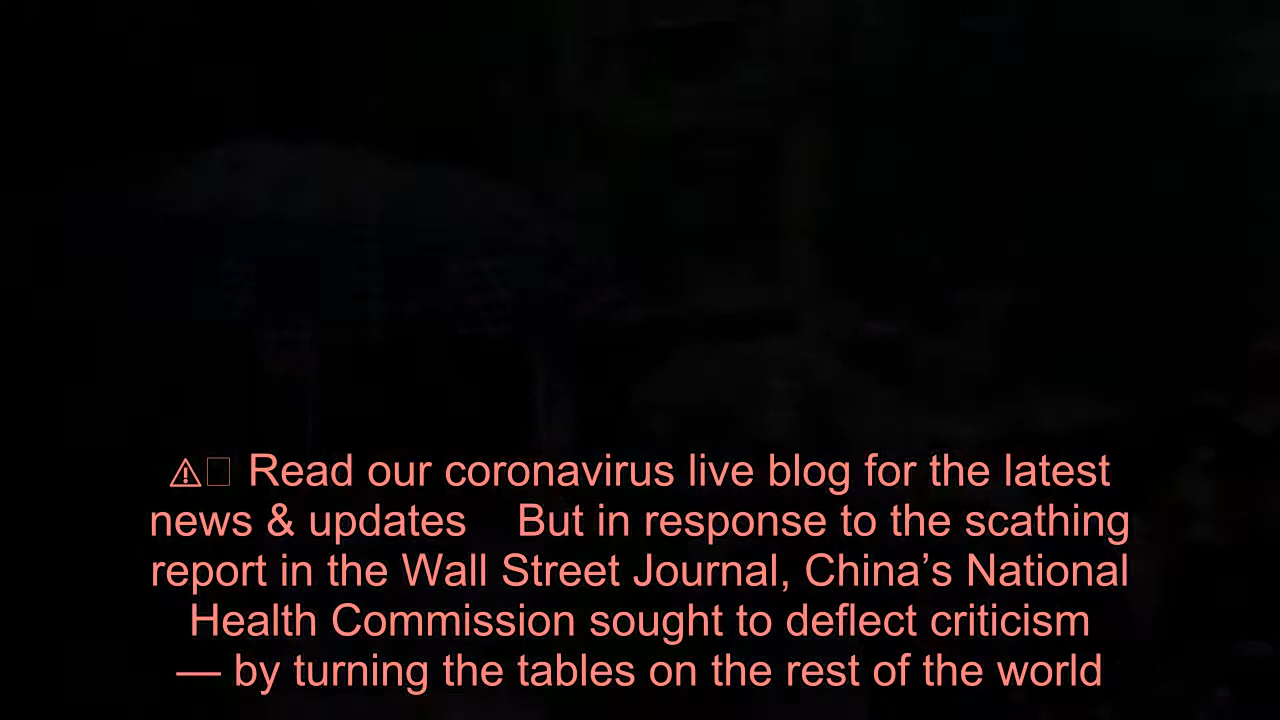 ⚠️ Read our coronavirus live blog for the latest
news & updates    But in response to the scathing
report in the Wall Street Journal, China’s National
Health Commission sought to deflect criticism
— by turning the tables on the rest of the world